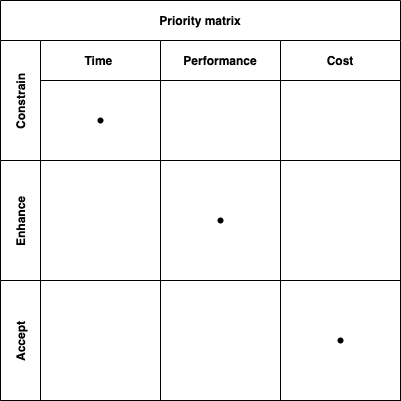 Priority matrix
Time Performance Cost
Constrain
Enhance
Accept